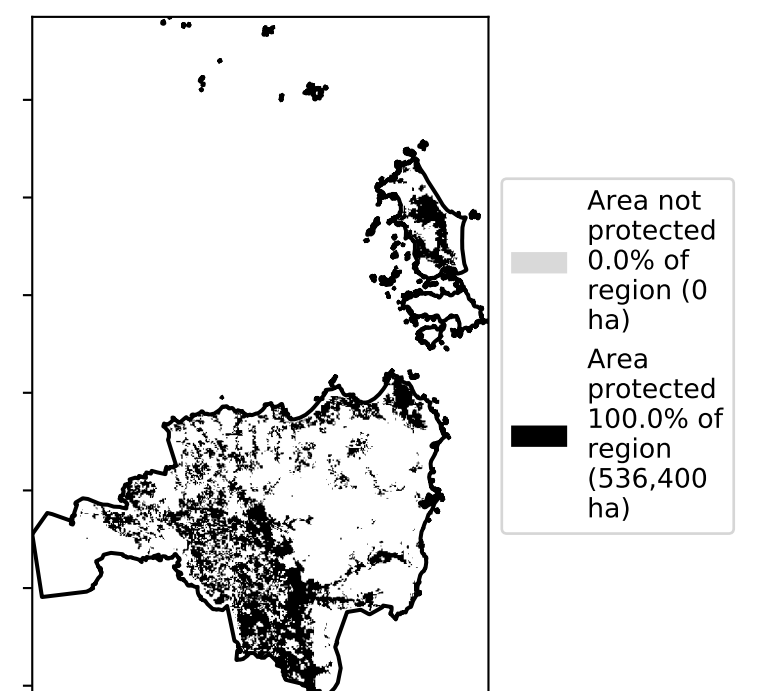 Area not
protected
0.0% of
region (0
ha)
Area
protected
100.0% of
region
(536,400
ha)